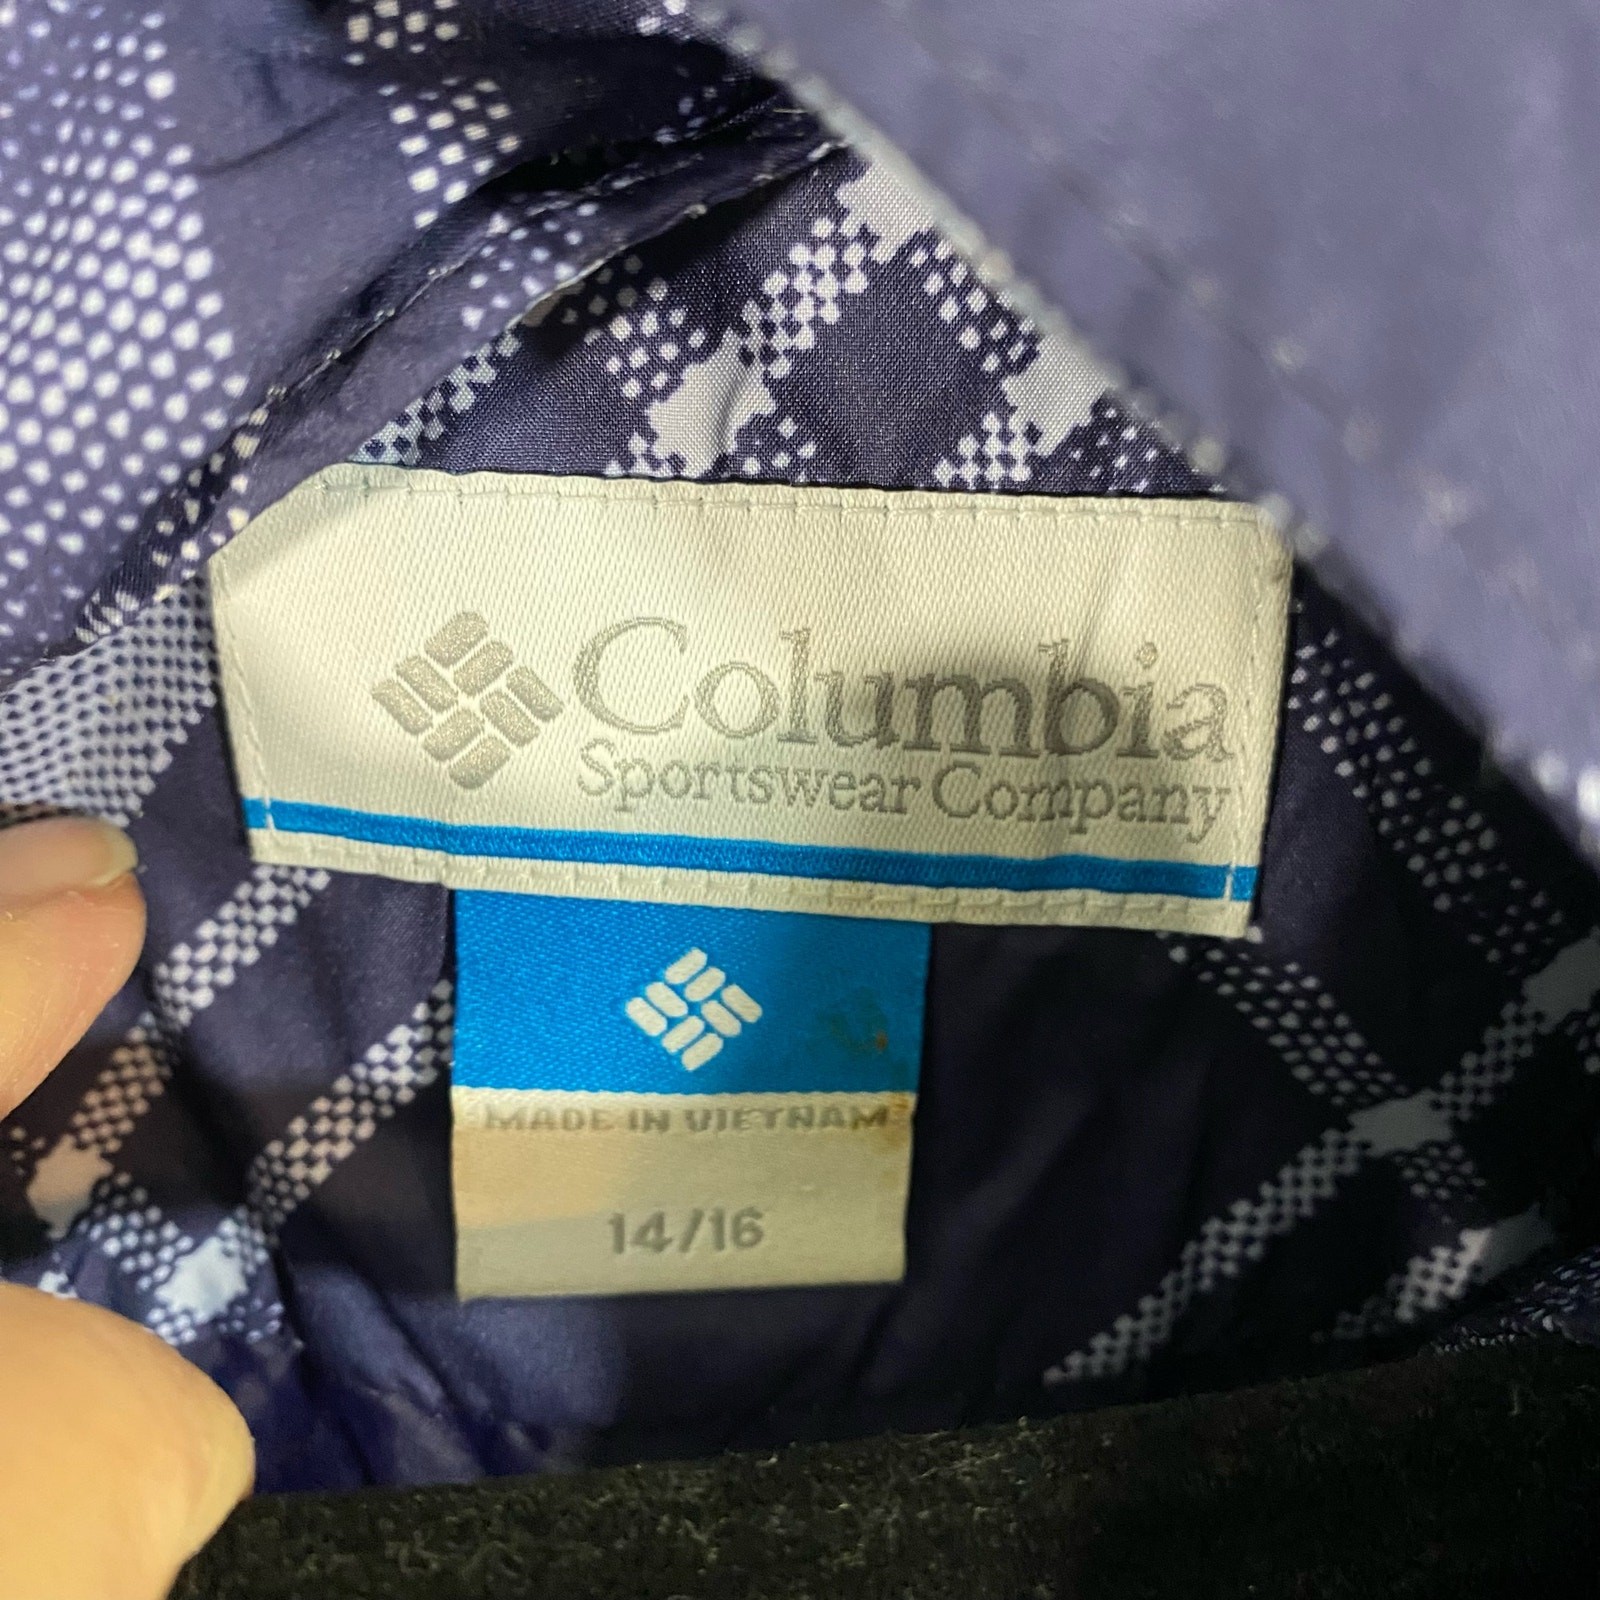 Columbia
Sportswear Company
MADE IN VIETNAM
14/16